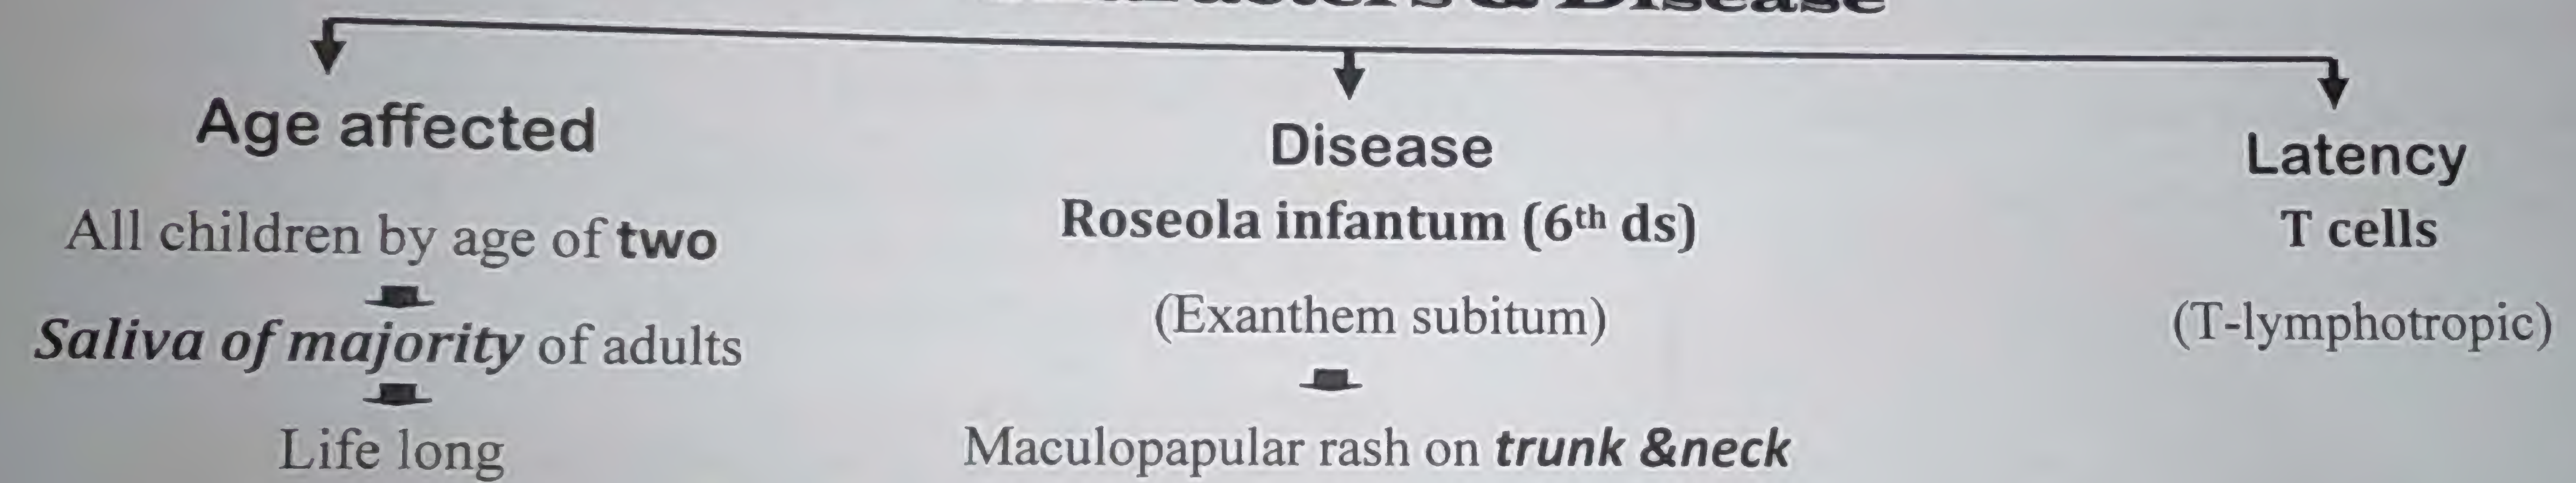 & Disease
Age affected
All children by age of two
Saliva of majority of adults
Life long
Disease
Roseola infantum (6th ds)
(Exanthem subitum)
Maculopapular rash on trunk &neck
Latency
T cells
(T-lymphotropic)